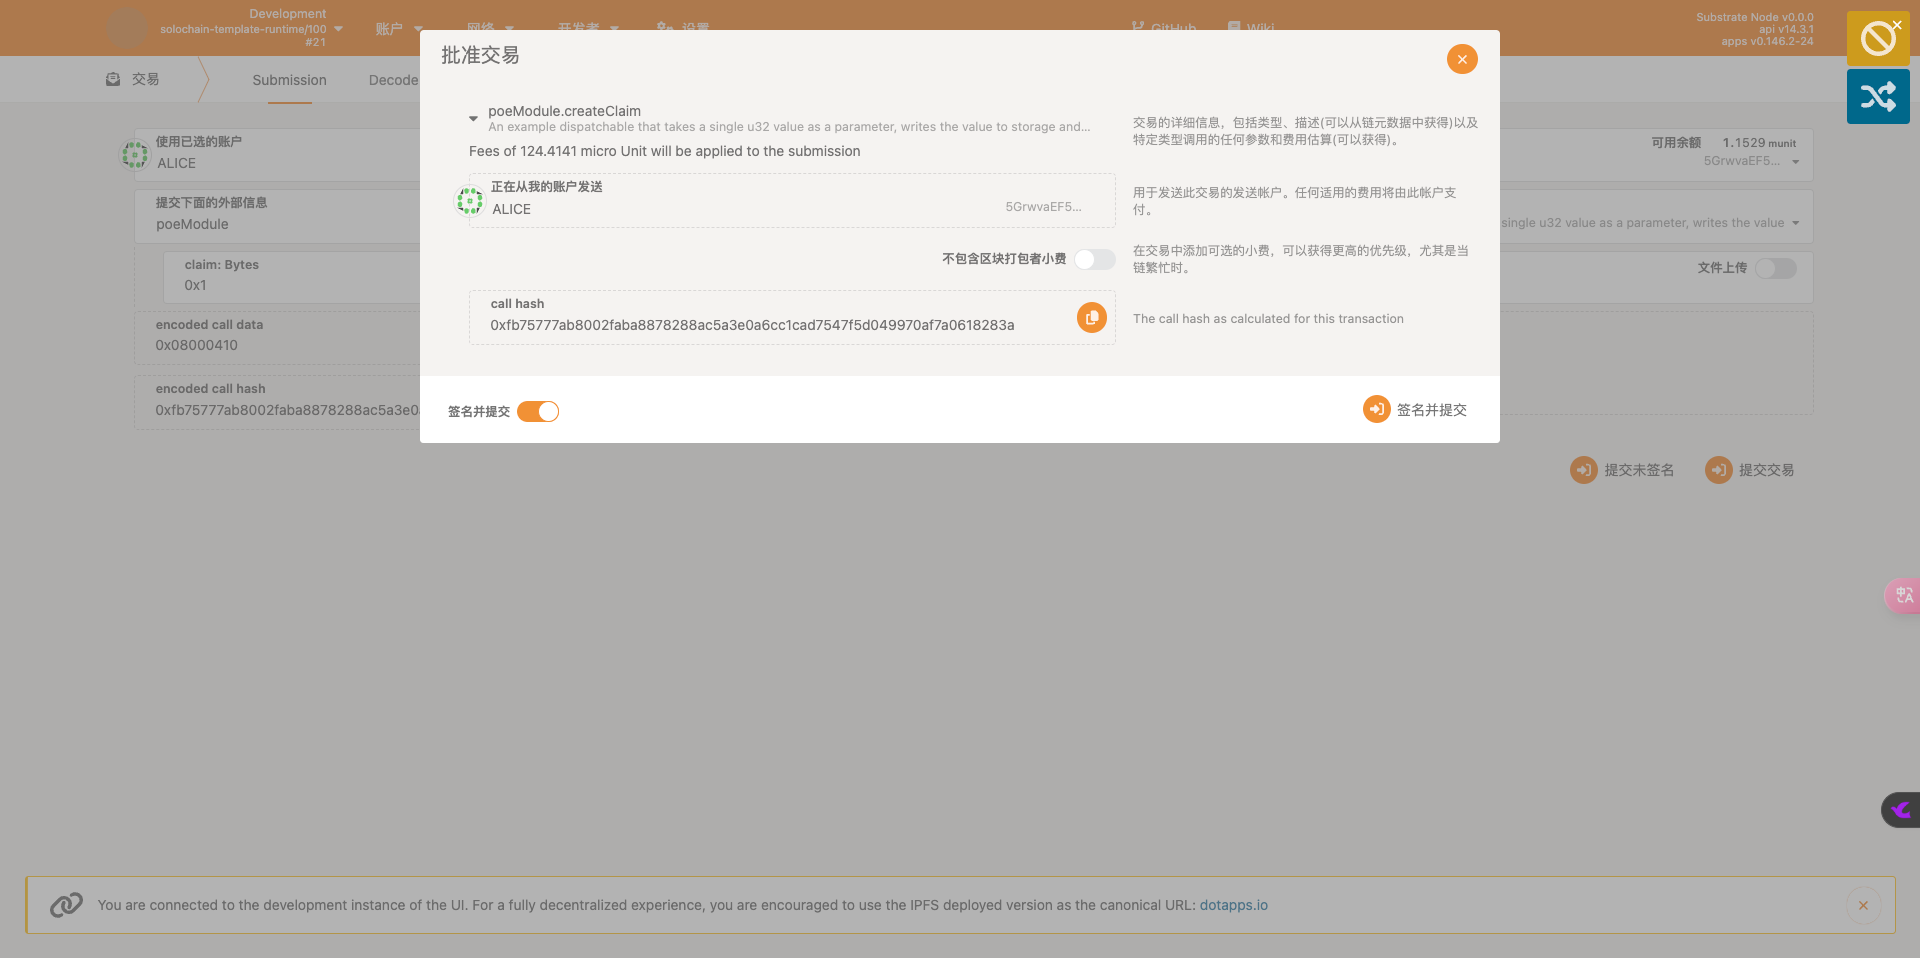 Development
solochain-template-runtime/100
#21
账户
网络
开发者
设置
GitHub
Wiki
Substrate Node v0.0.0
api v14.3.1
apps v0.146.2-24
交易
Submission
Decode
使用已选的账户
ALICE
可用余额 1.1529 munit
5GrwvaEF5...
提交下面的外部信息
poeModule
single u32 value as a parameter, writes the value
claim: Bytes
0x1
文件上传
encoded call data
0x08000410
encoded call hash
0xfb75777ab8002faba8878288ac5a3e0
提交未签名
提交交易
批准交易
poeModule.createClaim
An example dispatchable that takes a single u32 value as a parameter, writes the value to storage and...
Fees of 124.4141 micro Unit will be applied to the submission
交易的详细信息，包括类型、描述(可以从链元数据中获得)以及
特定类型调用的任何参数和费用估算(可以获得)。
正在从我的账户发送
ALICE
5GrwvaEF5...
用于发送此交易的发送帐户。任何适用的费用将由此帐户支
付。
不包含区块打包者小费
在交易中添加可选的小费，可以获得更高的优先级，尤其是当
链繁忙时。
call hash
0xfb75777ab8002faba8878288ac5a3e0a6cc1cad7547f5d049970af7a0618283a
The call hash as calculated for this transaction
签名并提交
签名并提交
You are connected to the development instance of the UI. For a fully decentralized experience, you are encouraged to use the IPFS deployed version as the canonical URL: dotapps.io